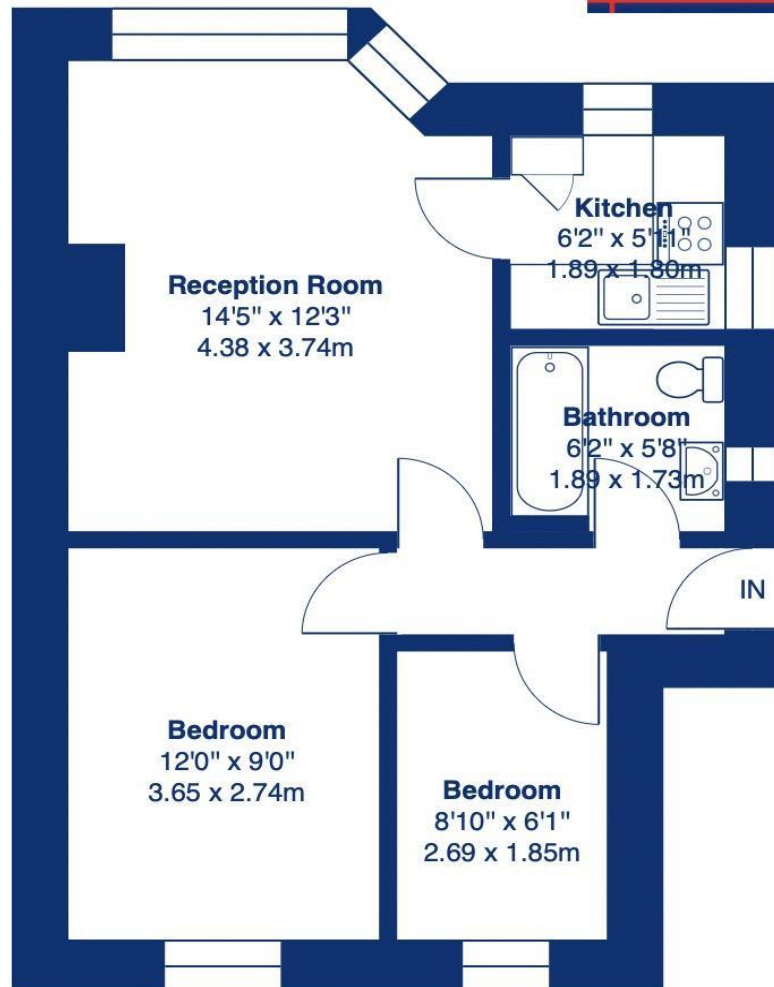 Kitchen
6'2" x 5'11"
1.89 x 1.80m
Reception Room
14'5" x 12'3"
4.38 x 3.74m
Bathroom
6'2" x 5'8"
1.89 x 1.73m
IN
Bedroom
12'0" x 9'0"
3.65 x 2.74m
Bedroom
8'10" x 6'1"
2.69 x 1.85m